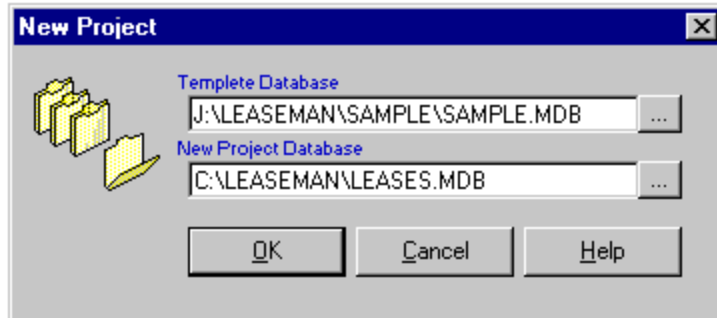 New Project
Templete Database
J:\LEASEMAN\SAMPLE\SAMPLE.MDB
...
New Project Database
C:\LEASEMAN\LEASES.MDB
...
OK Cancel Help